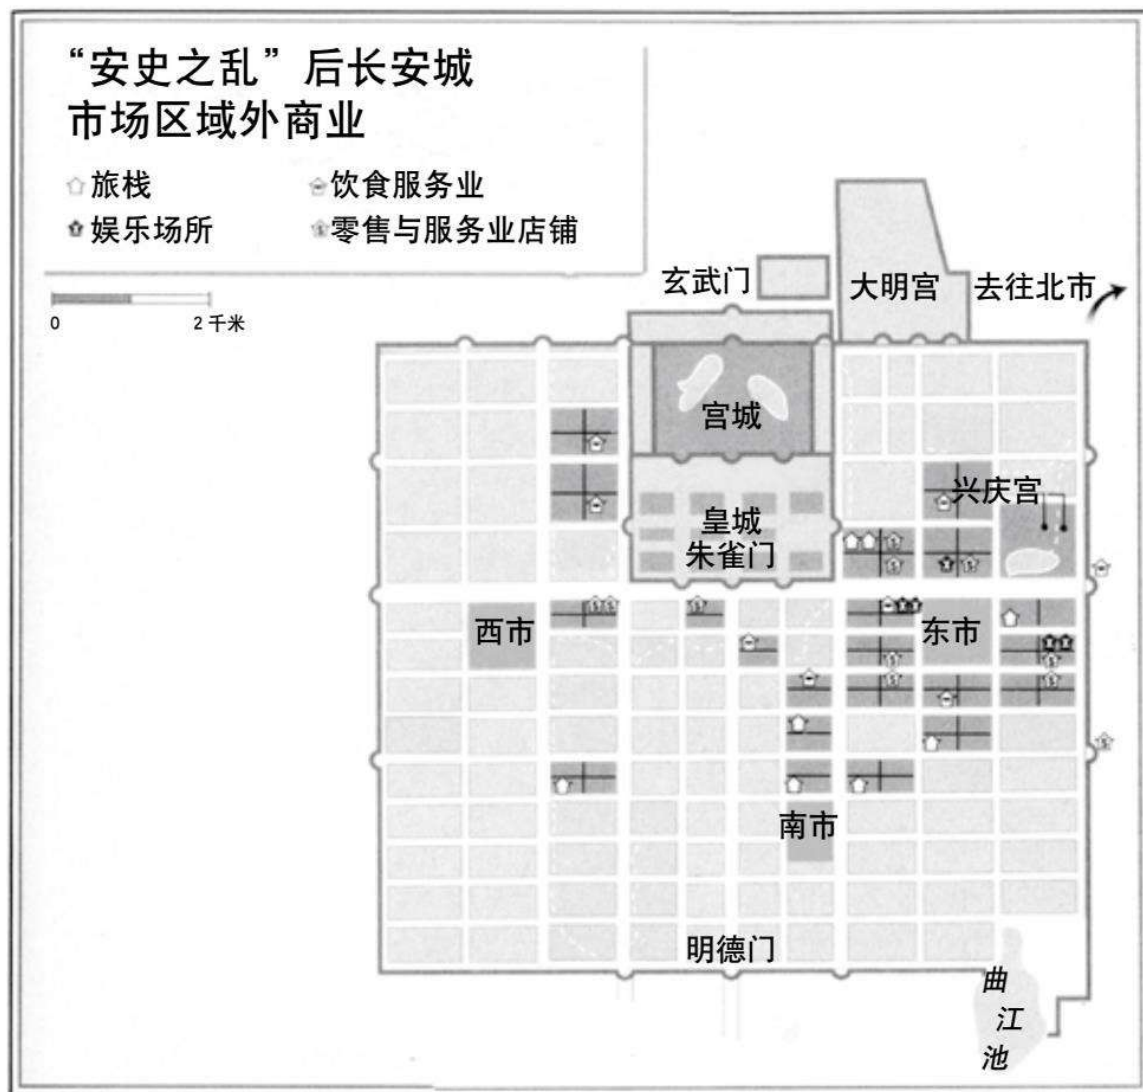 “安史之乱”后长安城
市场区域外商业
旅栈
饮食服务业
娱乐场所
零售与服务业店铺
0
2 千米
玄武门
大明宫
去往北市
宫城
兴庆宫
皇城
朱雀门
西市
东市
南市
明德门
曲
江
池